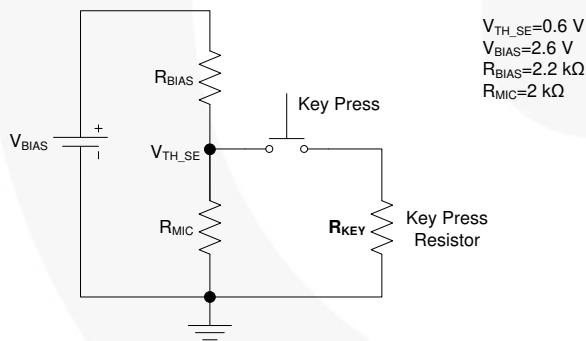 V_TH_SE=0.6 V
V_BIAS=2.6 V
R_BIAS=2.2 kΩ
R_MIC=2 kΩ
R_BIAS
Key Press
V_BIAS
+
-
V_TH_SE
R_MIC
R_KEY
Key Press
Resistor